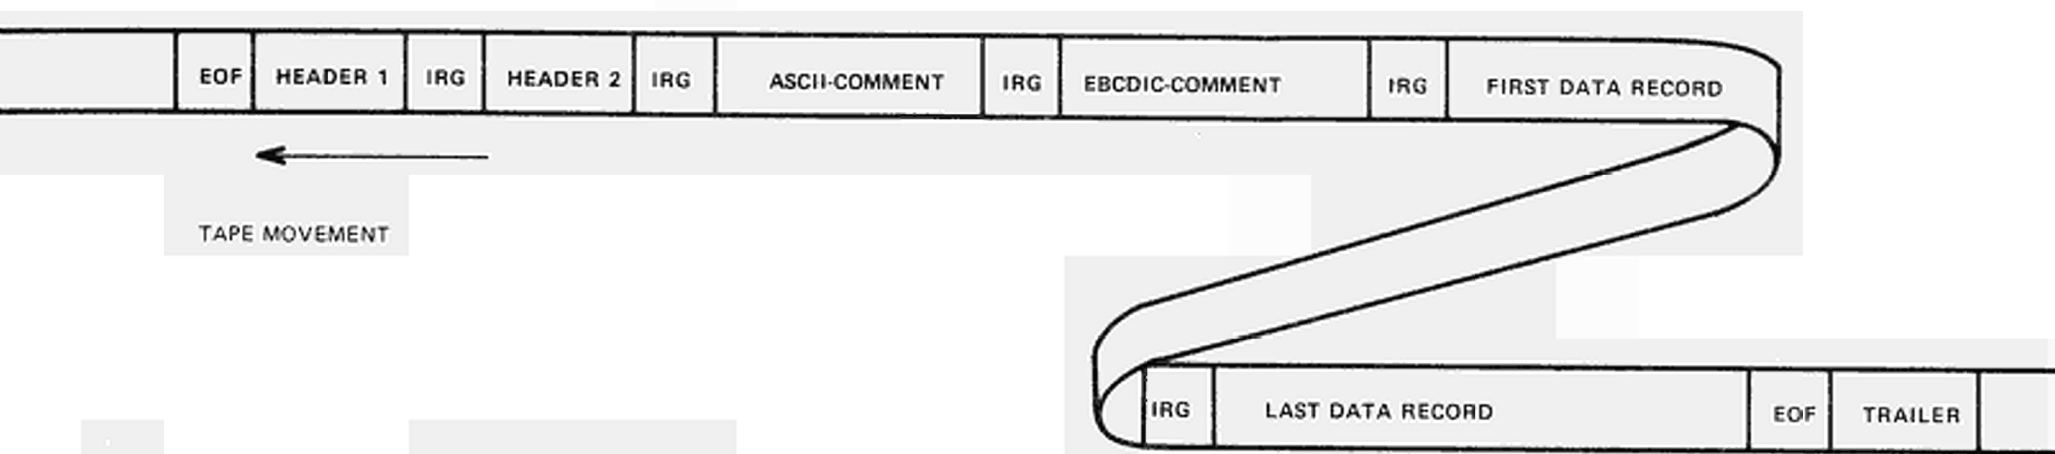 EOF HEADER 1 IRG HEADER 2 IRG ASCII-COMMENT IRG EBCDIC-COMMENT IRG FIRST DATA RECORD
TAPE MOVEMENT
IRG LAST DATA RECORD EOF TRAILER